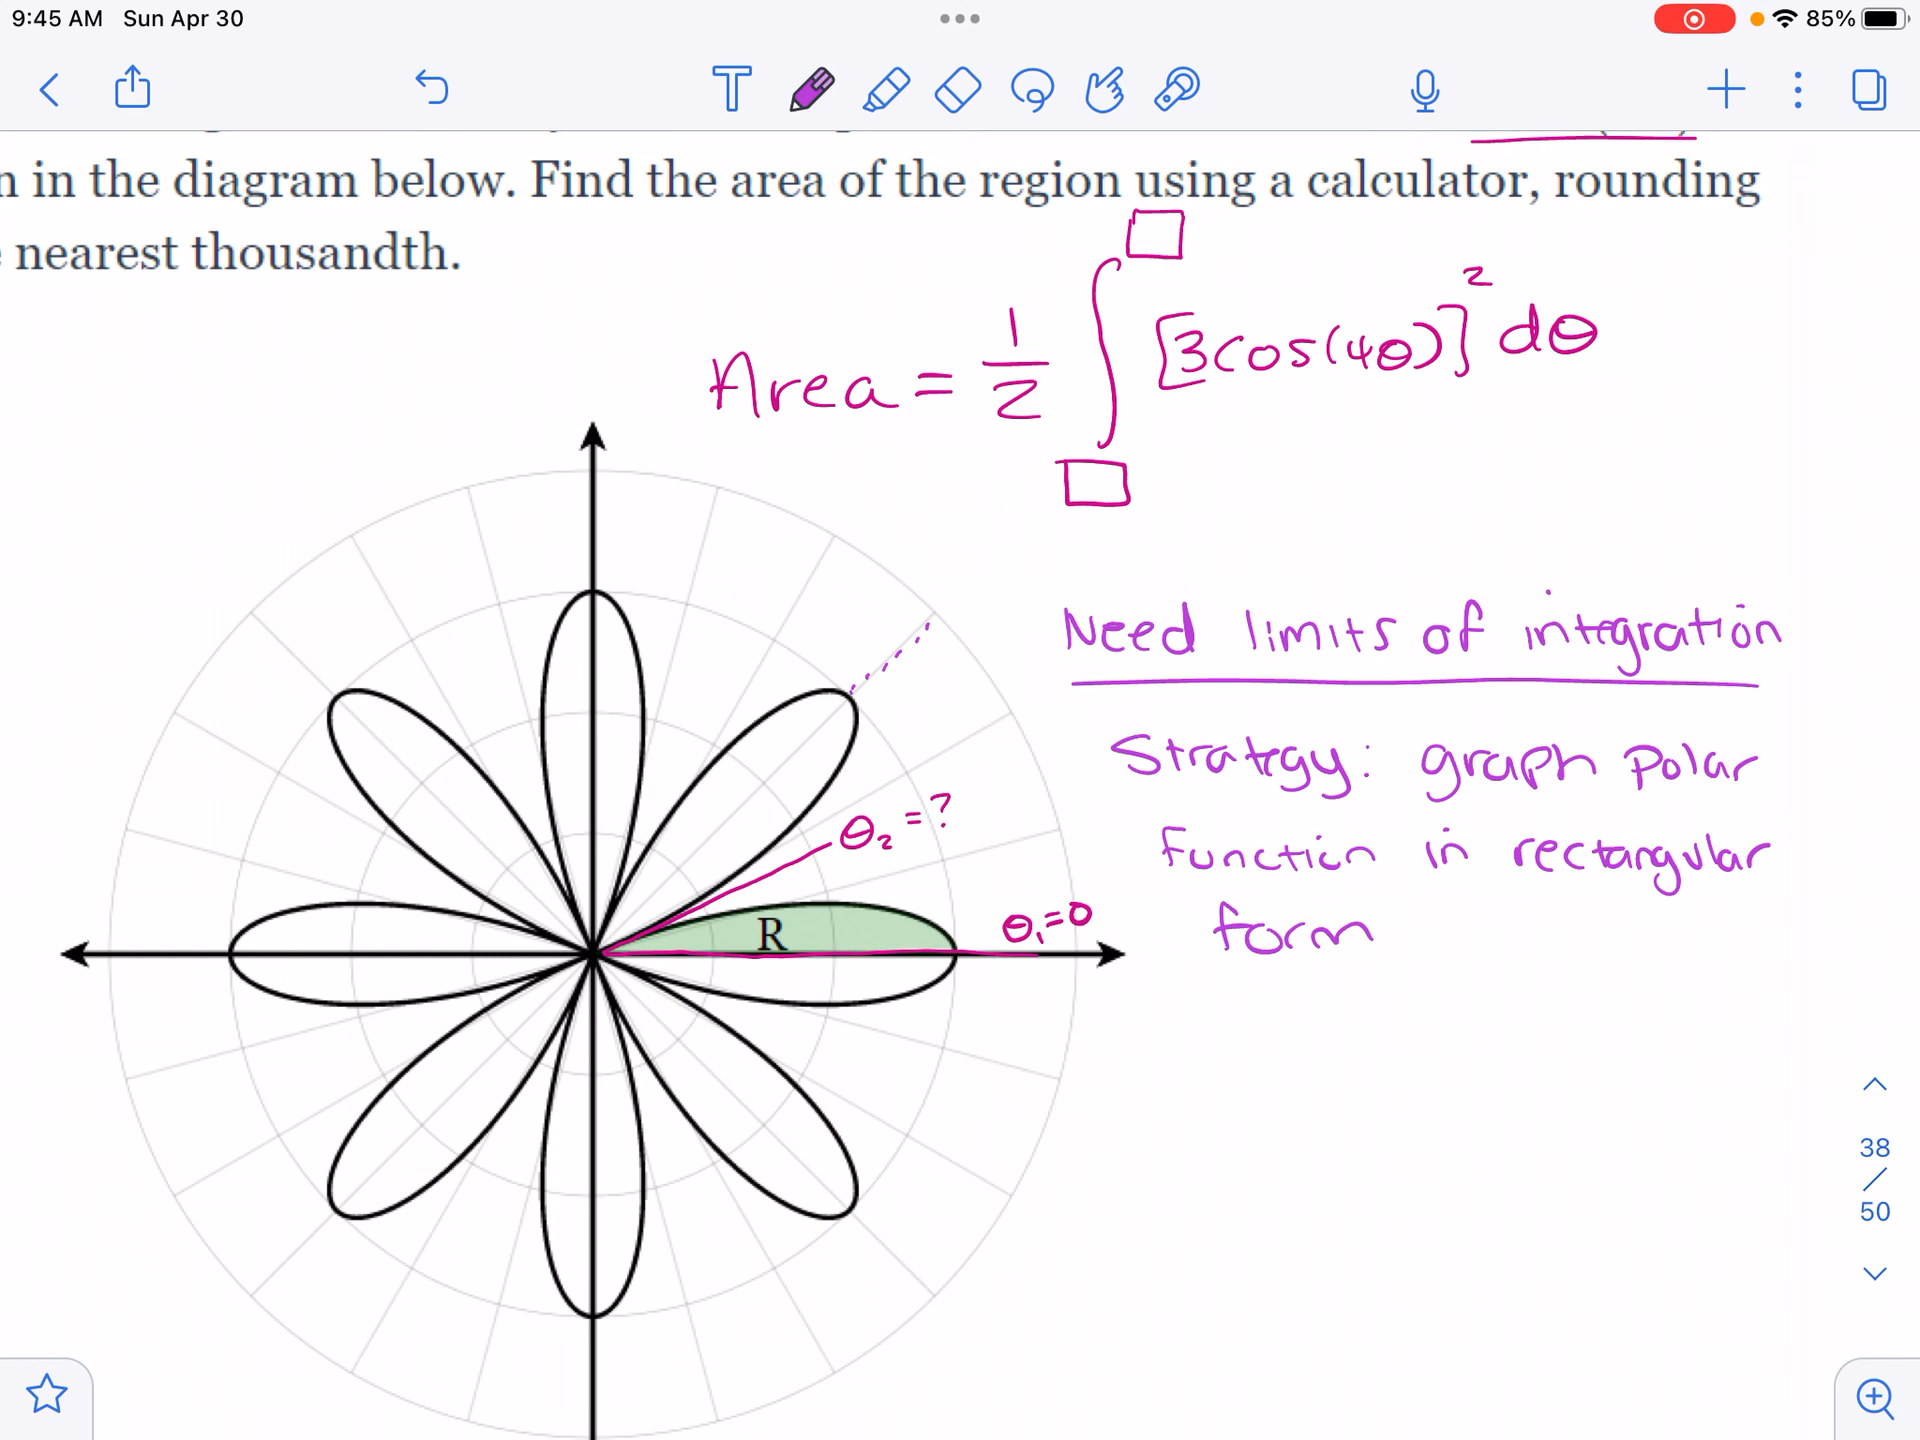 9:45 AM Sun Apr 30
85%
n in the diagram below. Find the area of the region using a calculator, rounding
nearest thousandth.
Area = 1/2 ∫ [3cos(4θ)]² dθ
Need limits of integration
Strategy: graph polar
function in rectangular
form
θ₂ = ?
θ₁=0
R
38
/
50